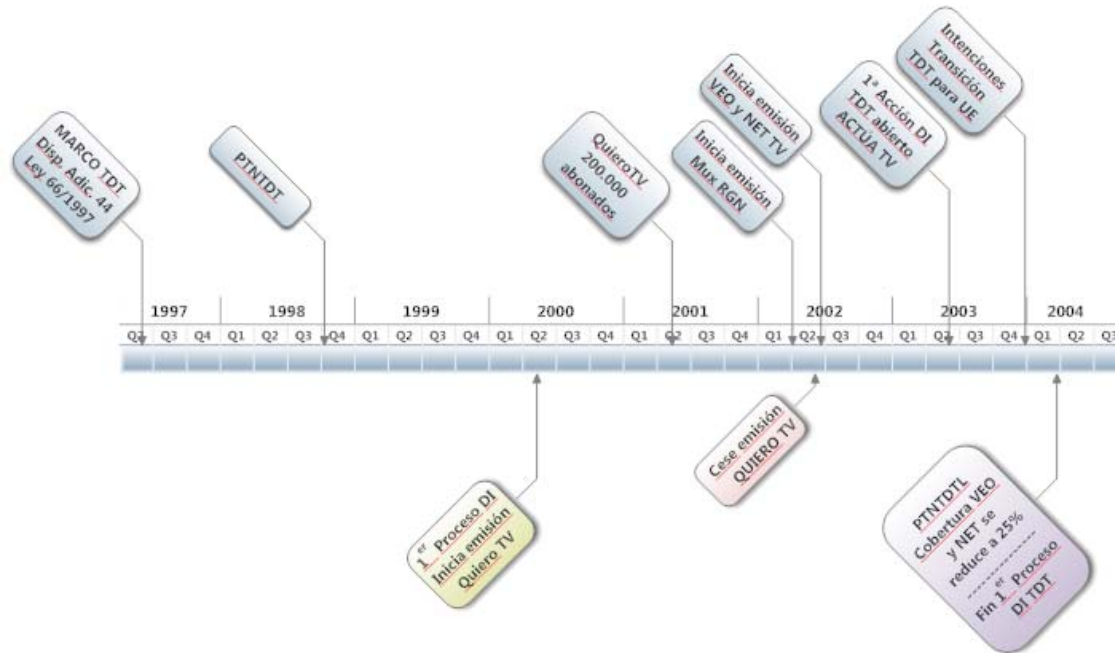 MARCO TDT
Disp. Adic. 44
Ley 66/1997
PTNTDT
QuieroTV
200.000
abonados
Inicia emisión
VEO y NET TV
Inicia emisión
Mux RGN
1ª Acción DI
TDT abierto
ACTÚA TV
Intenciones
Transición
TDT para UE
1997 1998 1999 2000 2001 2002 2003 2004
Q2 Q3 Q4 Q1 Q2 Q3 Q4 Q1 Q2 Q3 Q4 Q1 Q2 Q3 Q4 Q1 Q2 Q3 Q4 Q1 Q2 Q3 Q4 Q1 Q2 Q3 Q4 Q1 Q2 Q3
1er Proceso DI
Inicia emisión
Quiero TV
Cese emisión
QUIERO TV
PTNTDTL
Cobertura VEO
y NET se
reduce a 25%
--------------
Fin 1er Proceso
DI TDT